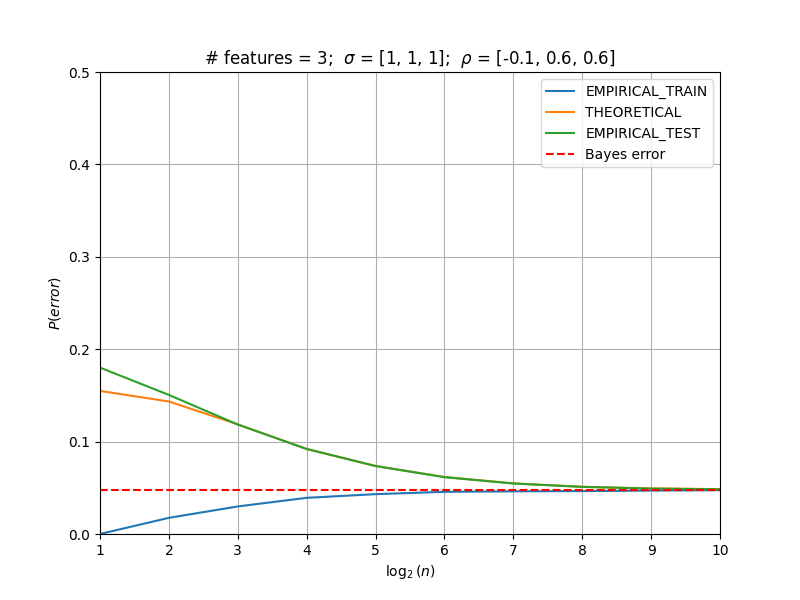 # features = 3; σ = [1, 1, 1]; ρ = [-0.1, 0.6, 0.6]
EMPIRICAL_TRAIN
THEORETICAL
EMPIRICAL_TEST
Bayes error
P(error)
0.5
0.4
0.3
0.2
0.1
0.0
1 2 3 4 5 6 7 8 9 10
log₂(n)